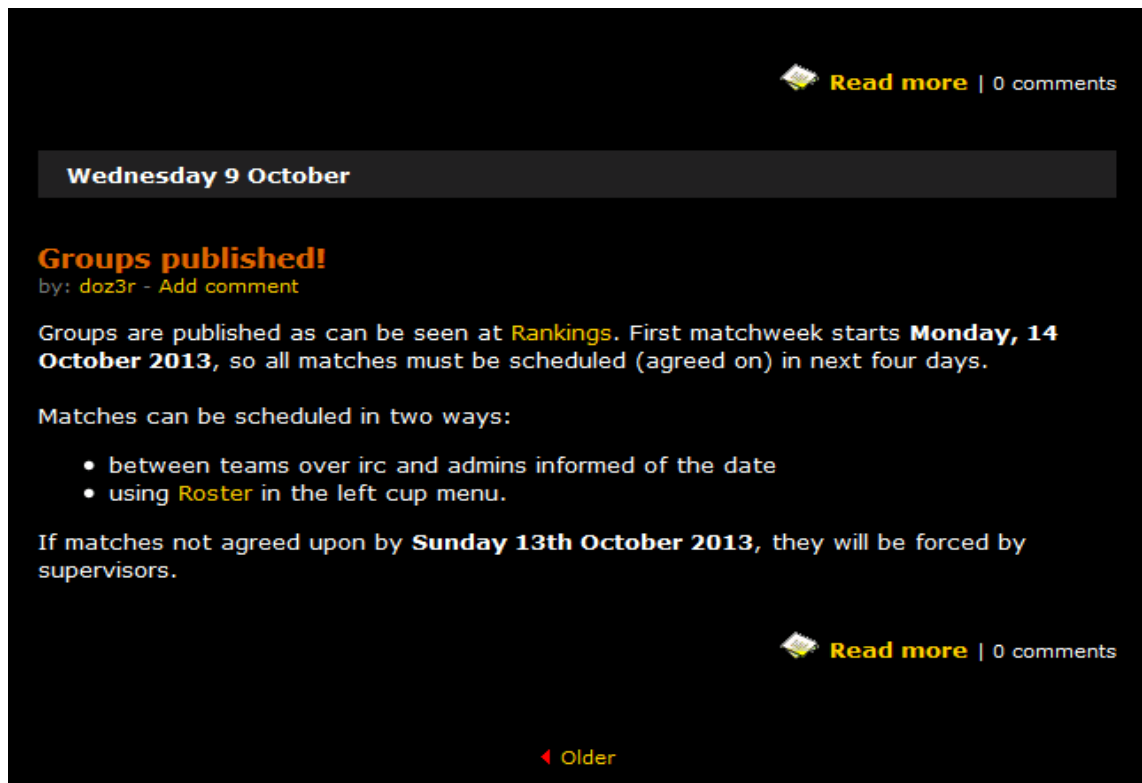 Read more | 0 comments
Wednesday 9 October
Groups published!
by: doz3r - Add comment
Groups are published as can be seen at Rankings. First matchweek starts Monday, 14
October 2013, so all matches must be scheduled (agreed on) in next four days.
Matches can be scheduled in two ways:
• between teams over irc and admins informed of the date
• using Roster in the left cup menu.
If matches not agreed upon by Sunday 13th October 2013, they will be forced by
supervisors.
Read more | 0 comments
Older